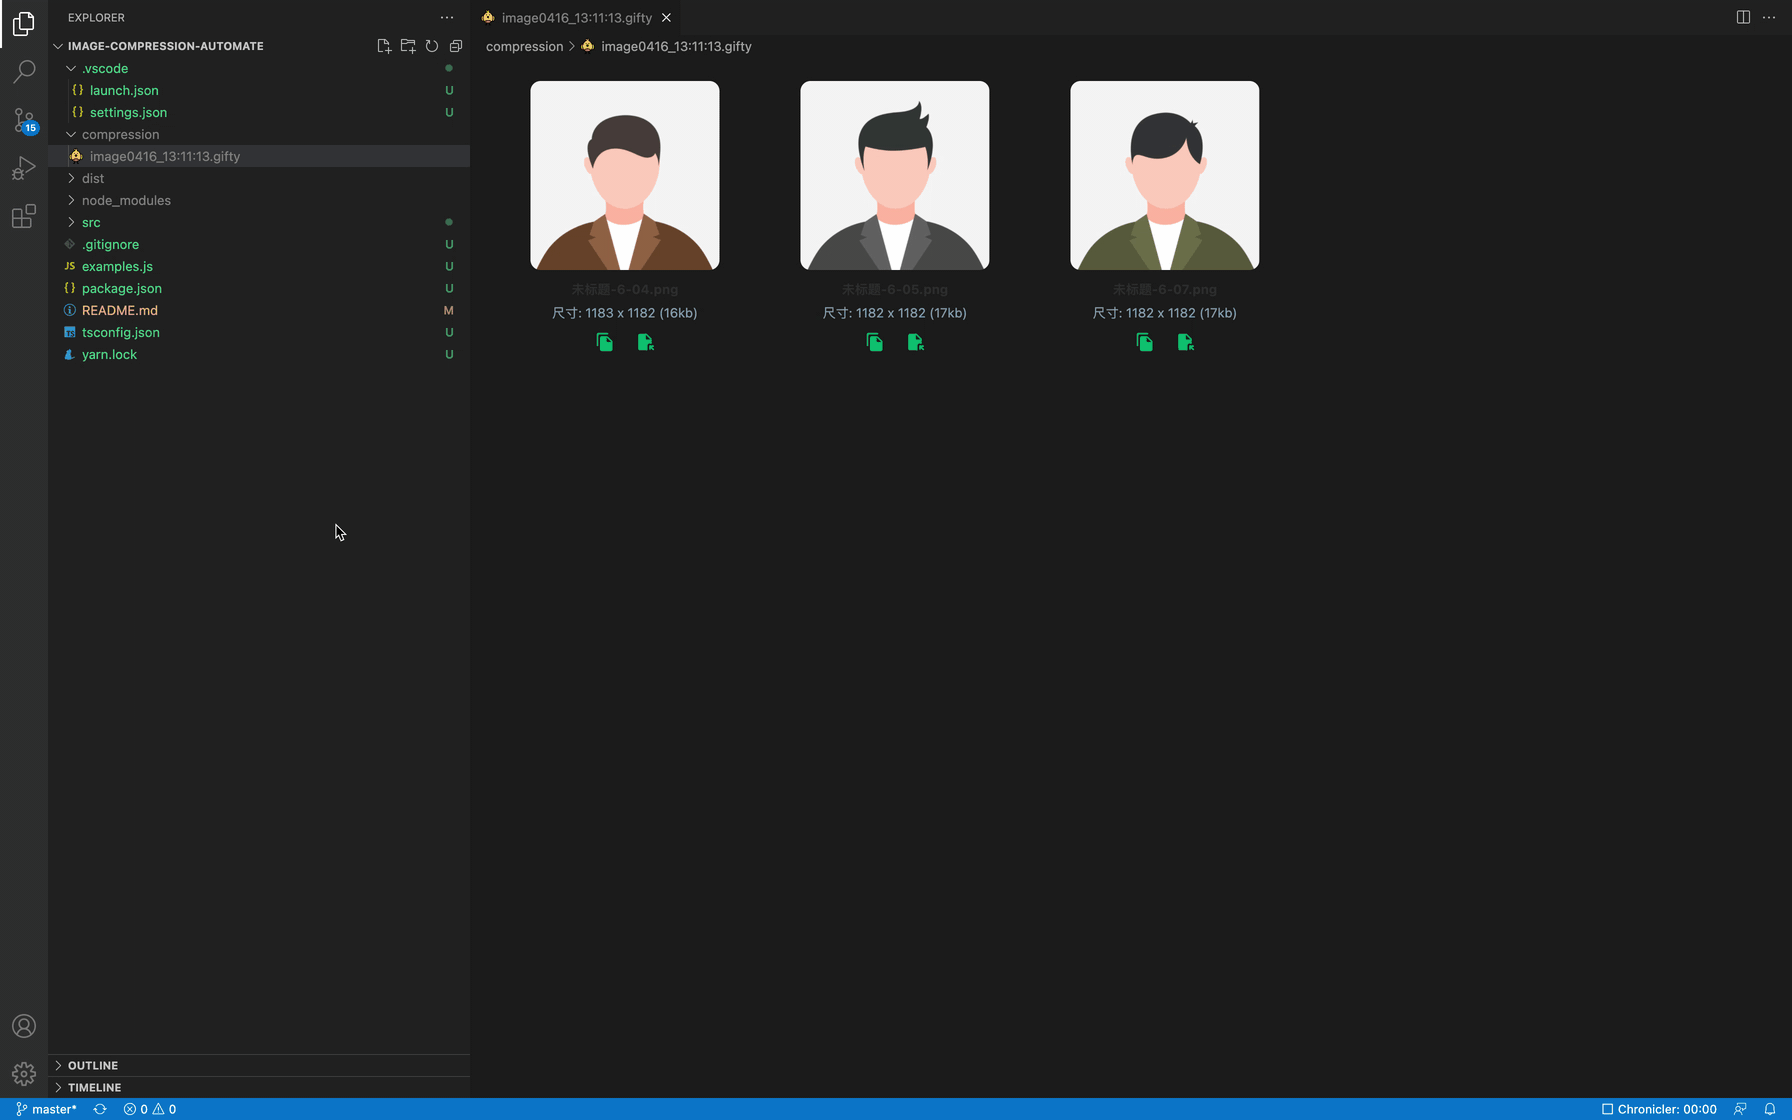 EXPLORER
IMAGE-COMPRESSION-AUTOMATE
.vscode
{} launch.json U
{} settings.json U
compression
image0416_13:11:13.gifty
dist
node_modules
src
.gitignore U
JS examples.js U
{} package.json U
README.md M
TS tsconfig.json U
yarn.lock U
15
OUTLINE
TIMELINE
image0416_13:11:13.gifty
compression > image0416_13:11:13.gifty
未标题-6-04.png
尺寸: 1183 x 1182 (16kb)
未标题-6-05.png
尺寸: 1182 x 1182 (17kb)
未标题-6-07.png
尺寸: 1182 x 1182 (17kb)
master* 0 0
Chronicler: 00:00